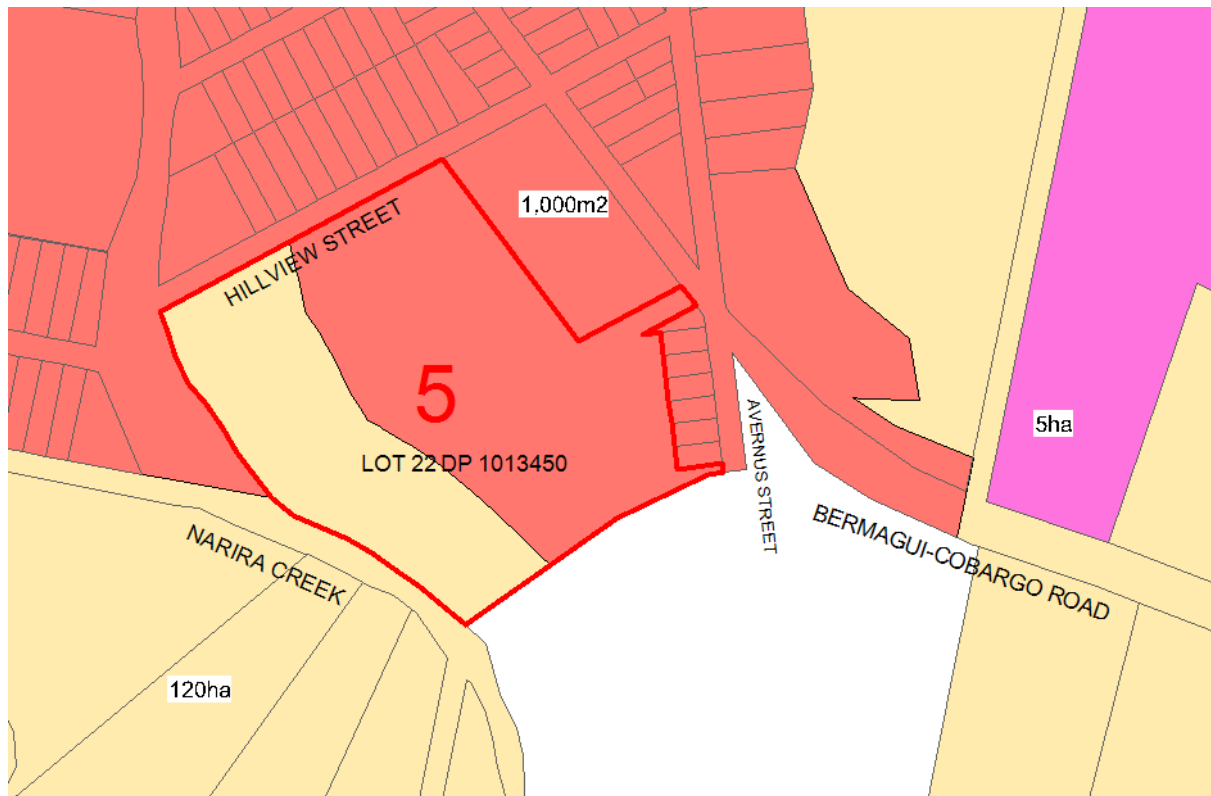 1,000m2
HILLVIEW STREET
5
5ha
AVERNUS STREET
LOT 22 DP 1013450
BERMAGUI-COBARGO ROAD
NARIRA CREEK
120ha